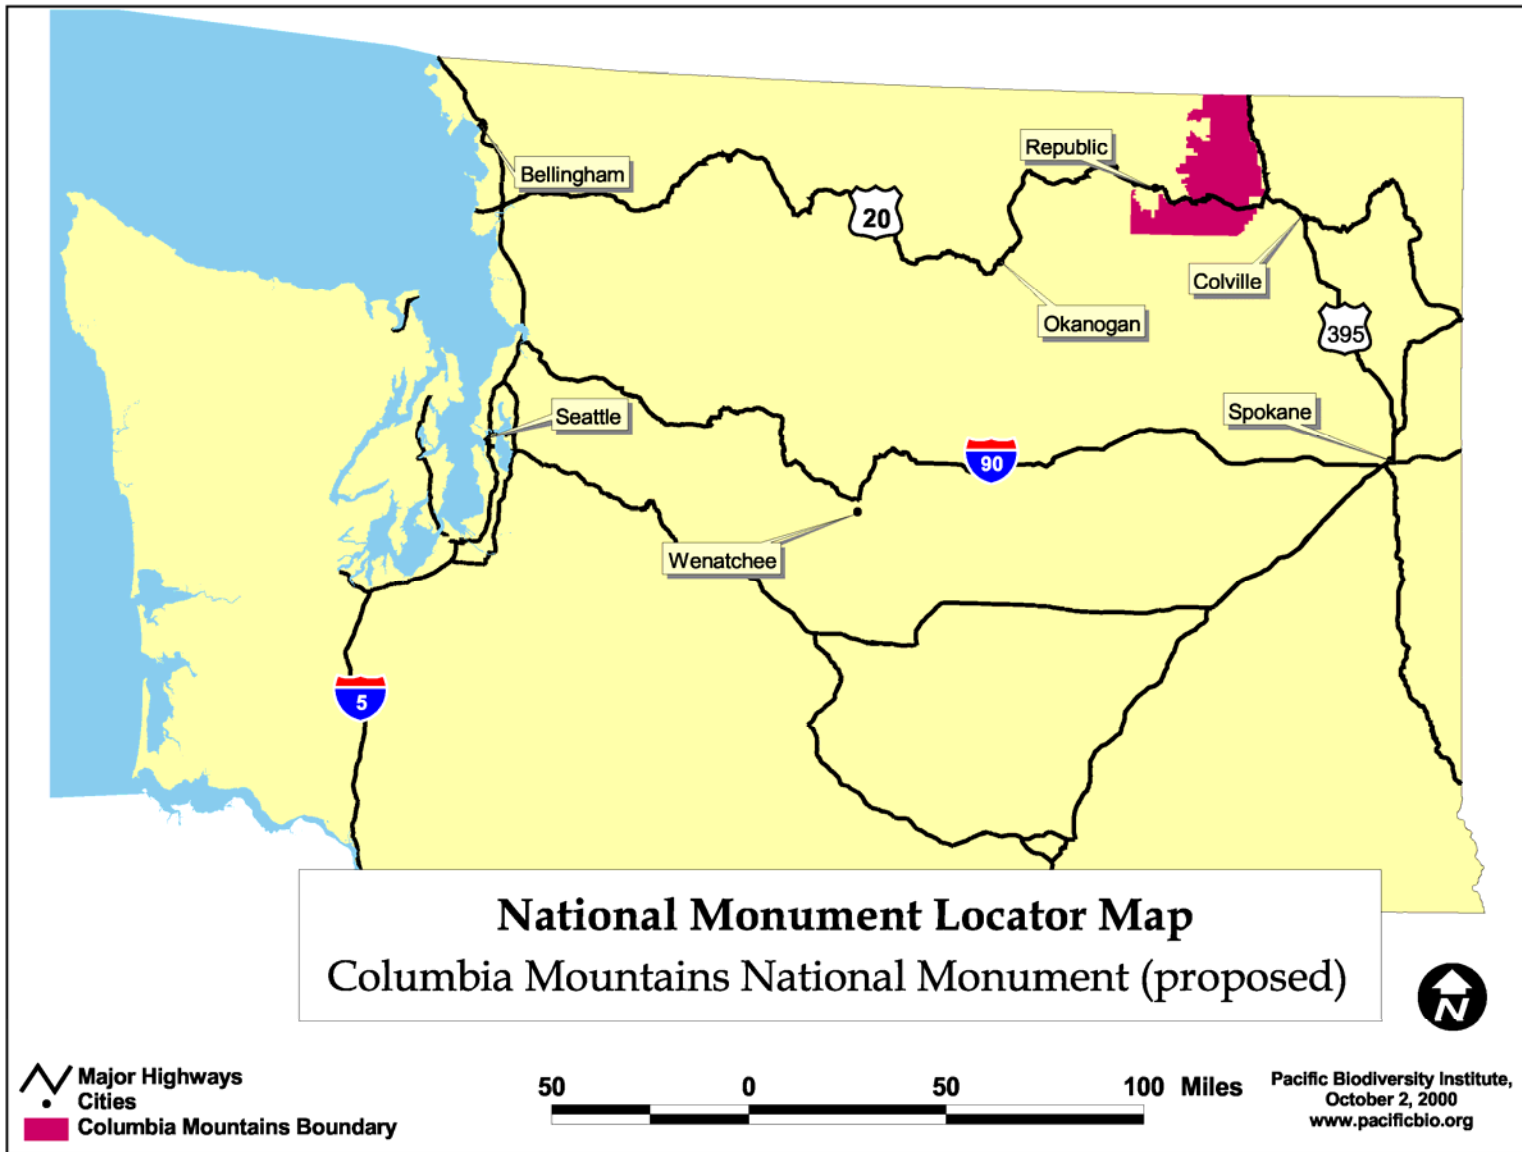 Republic
Bellingham
20
Colville
Okanogan
395
Seattle
Spokane
90
Wenatchee
5
National Monument Locator Map
Columbia Mountains National Monument (proposed)
N
Major Highways
Cities
Columbia Mountains Boundary
50 0 50 100 Miles
Pacific Biodiversity Institute,
October 2, 2000
www.pacificbio.org